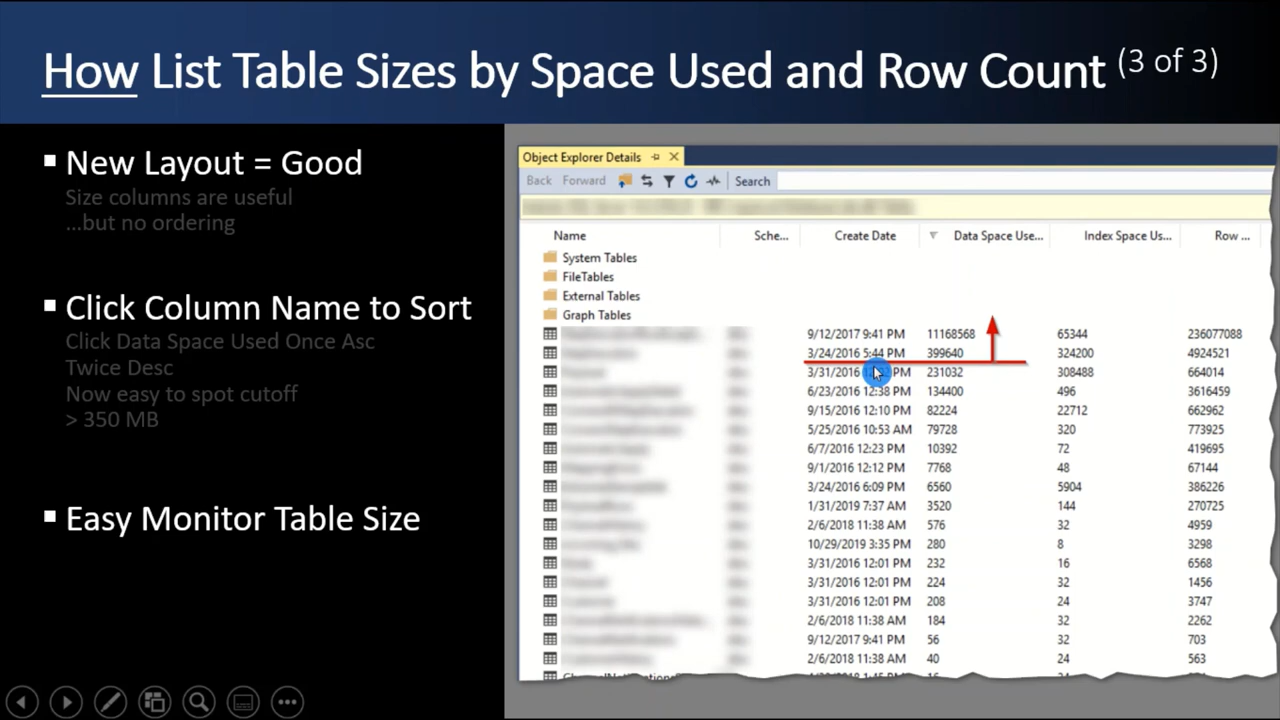 How List Table Sizes by Space Used and Row Count (3 of 3)
▪ New Layout = Good
Size columns are useful
...but no ordering
▪ Click Column Name to Sort
Click Data Space Used Once Asc
Twice Desc
Now easy to spot cutoff
> 350 MB
▪ Easy Monitor Table Size
Object Explorer Details
Back Forward Search
Name Sche... Create Date Data Space Use... Index Space Us... Row ...
System Tables
FileTables
External Tables
Graph Tables
9/12/2017 9:41 PM 11168568 65344 236077088
3/24/2016 5:44 PM 399640 324200 4924521
3/31/2016 PM 231032 308488 664014
6/23/2016 12:38 PM 134400 496 3616459
9/15/2016 12:10 PM 82224 22712 662962
5/25/2016 10:53 AM 79728 320 773925
6/7/2016 12:23 PM 10392 72 419695
9/1/2016 12:12 PM 7768 48 67144
3/24/2016 6:09 PM 6560 5904 386226
1/31/2019 7:37 AM 3520 144 270725
2/6/2018 11:38 AM 576 32 4959
10/29/2019 3:35 PM 280 8 3298
3/31/2016 12:01 PM 232 16 6568
3/31/2016 12:01 PM 224 32 1456
3/31/2016 12:01 PM 208 24 3747
2/6/2018 11:38 AM 184 32 2262
9/12/2017 9:41 PM 56 32 703
2/6/2018 11:38 AM 40 24 563